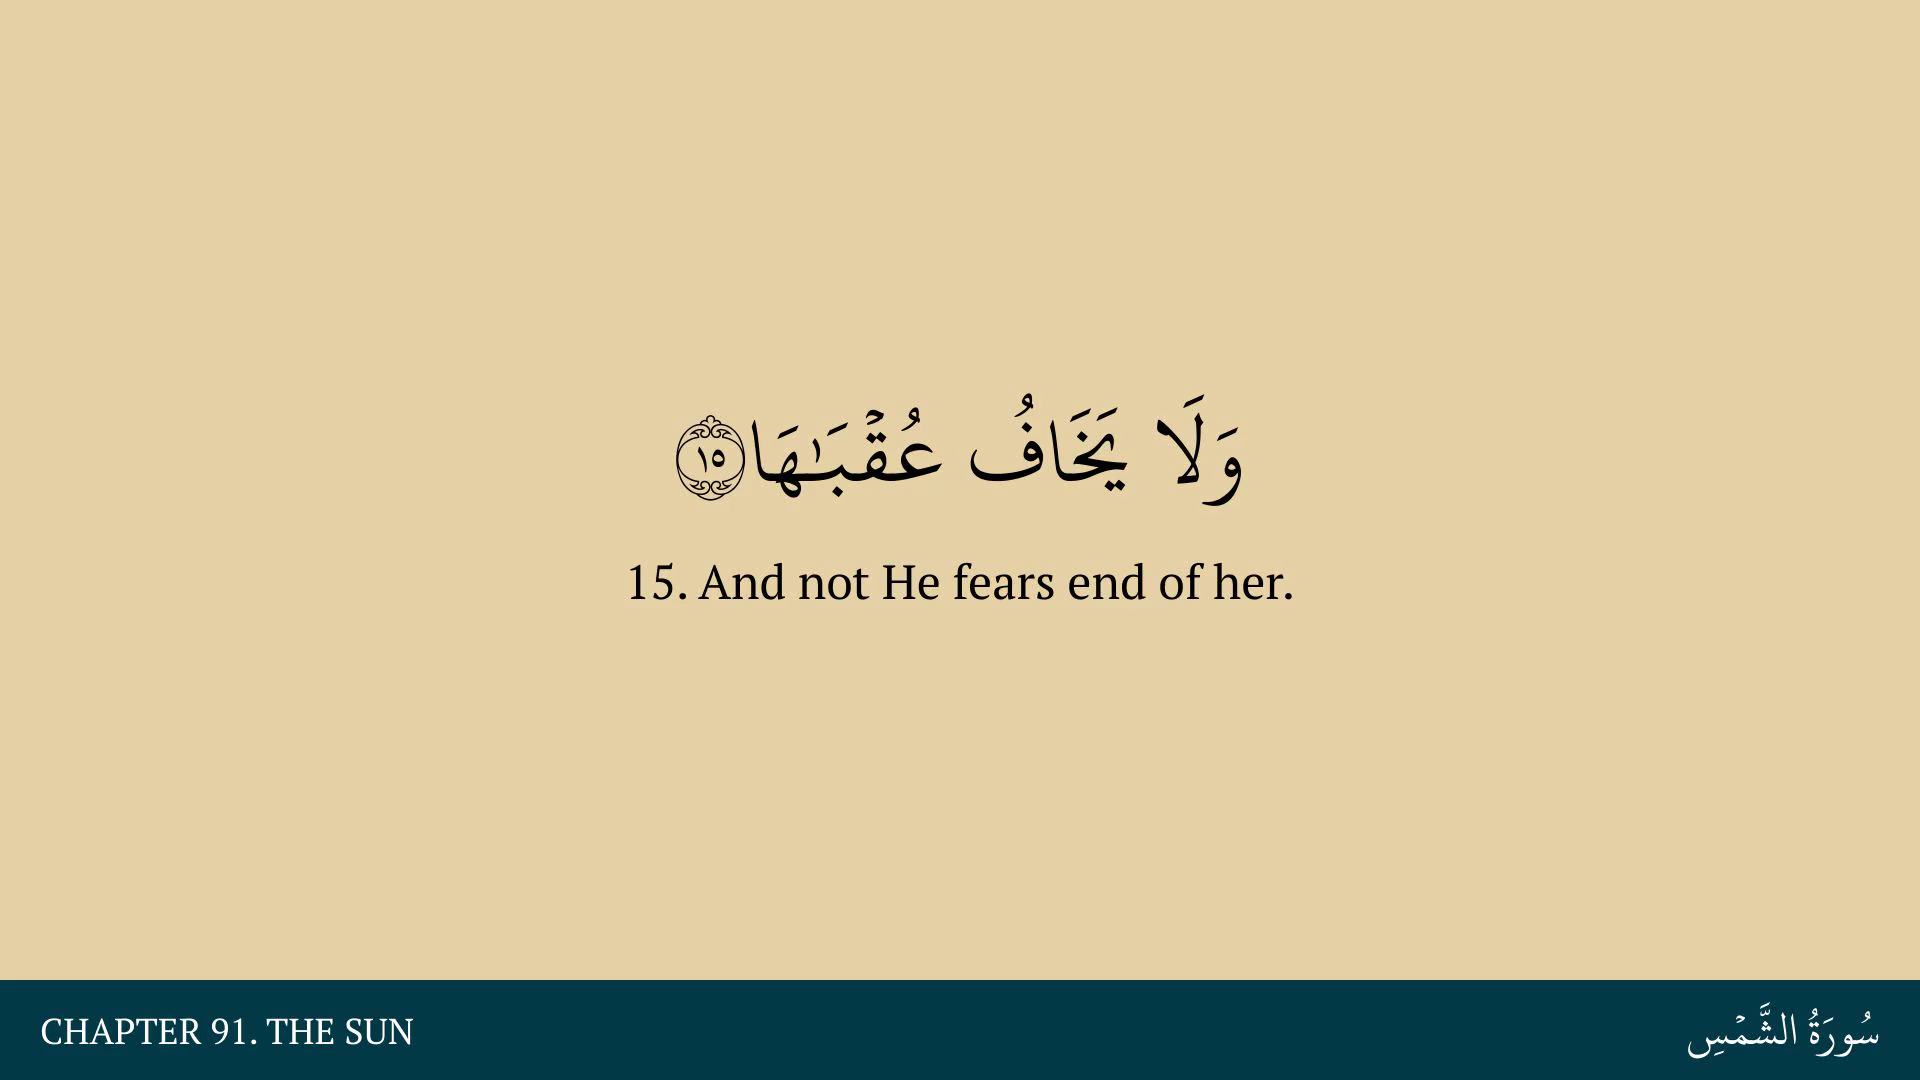 وَلَا يَخَافُ عُقۡبَـٰهَا ١٥
15. And not He fears end of her.
CHAPTER 91. THE SUN
سُورَةُ الشَّمۡسِ